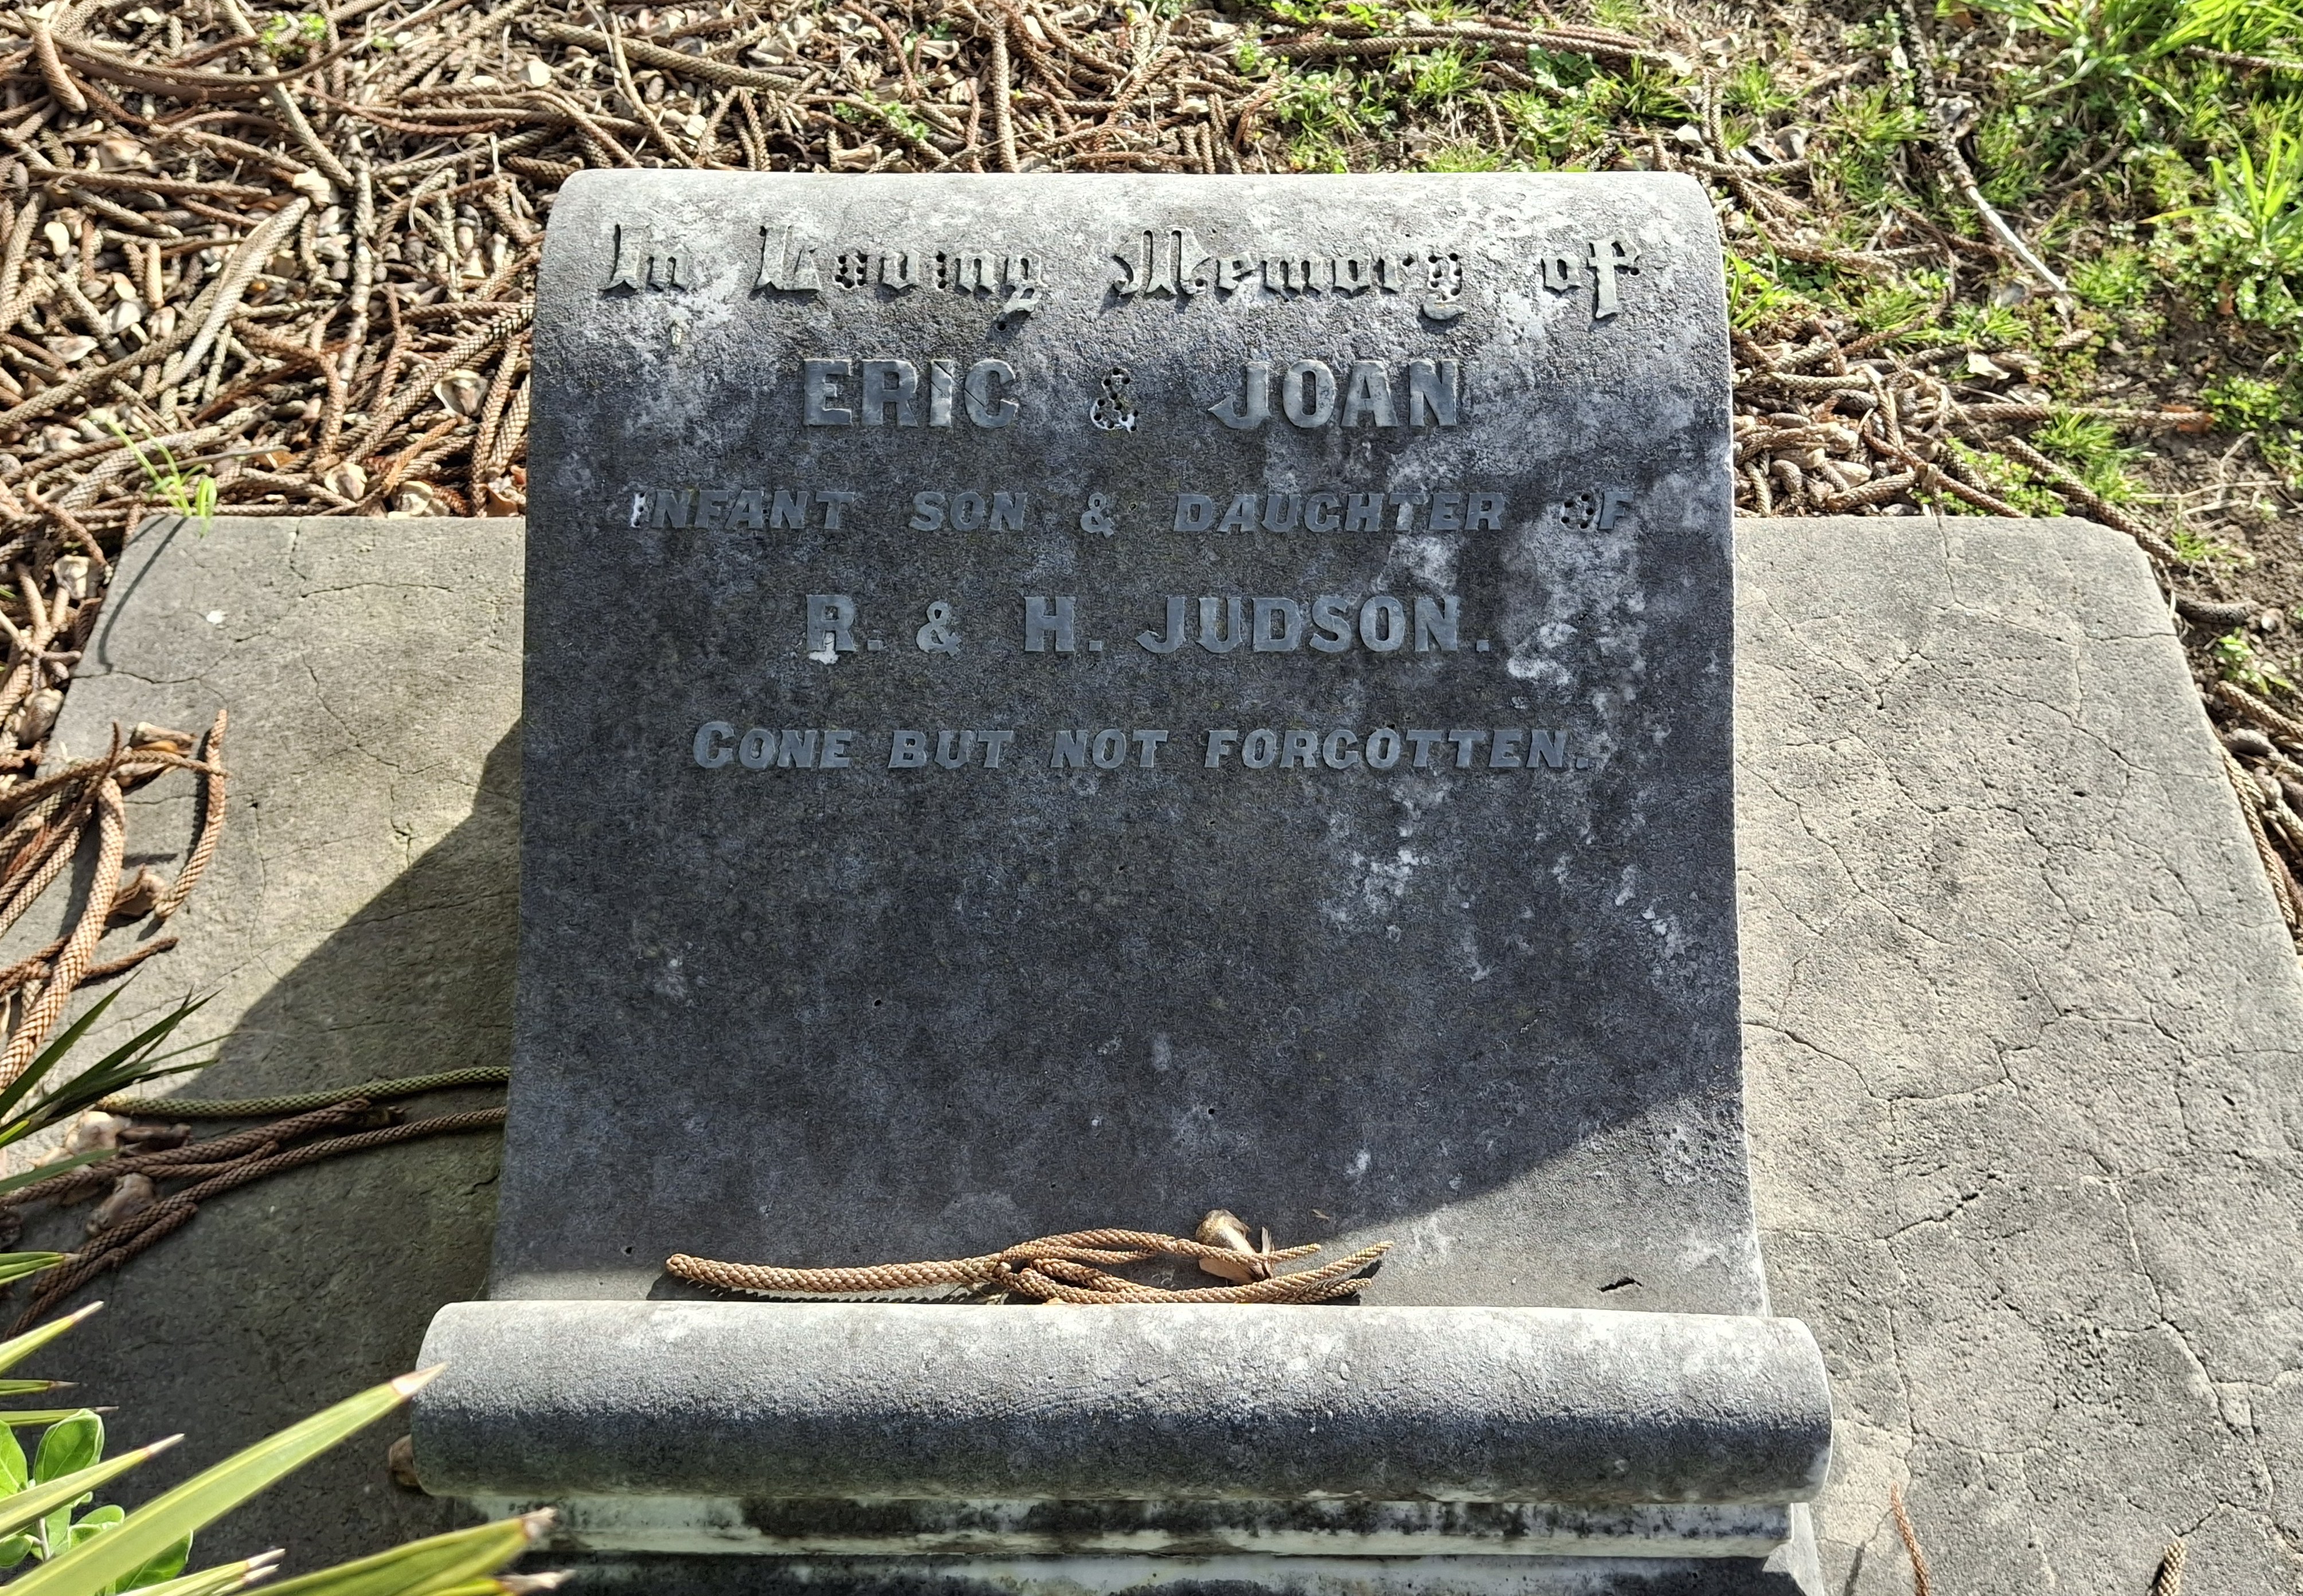 In Loving Memory of
ERIC & JOAN
INFANT SON & DAUGHTER OF
R. & H. JUDSON.
GONE BUT NOT FORGOTTEN.